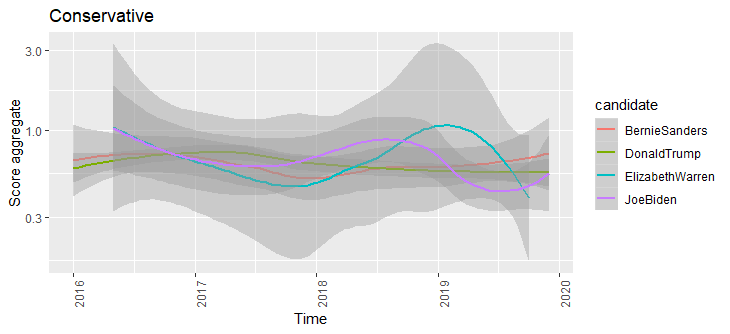 Conservative
Score aggregate
3.0
1.0
0.3
2016
2017
2018
2019
2020
Time
candidate
BernieSanders
DonaldTrump
ElizabethWarren
JoeBiden